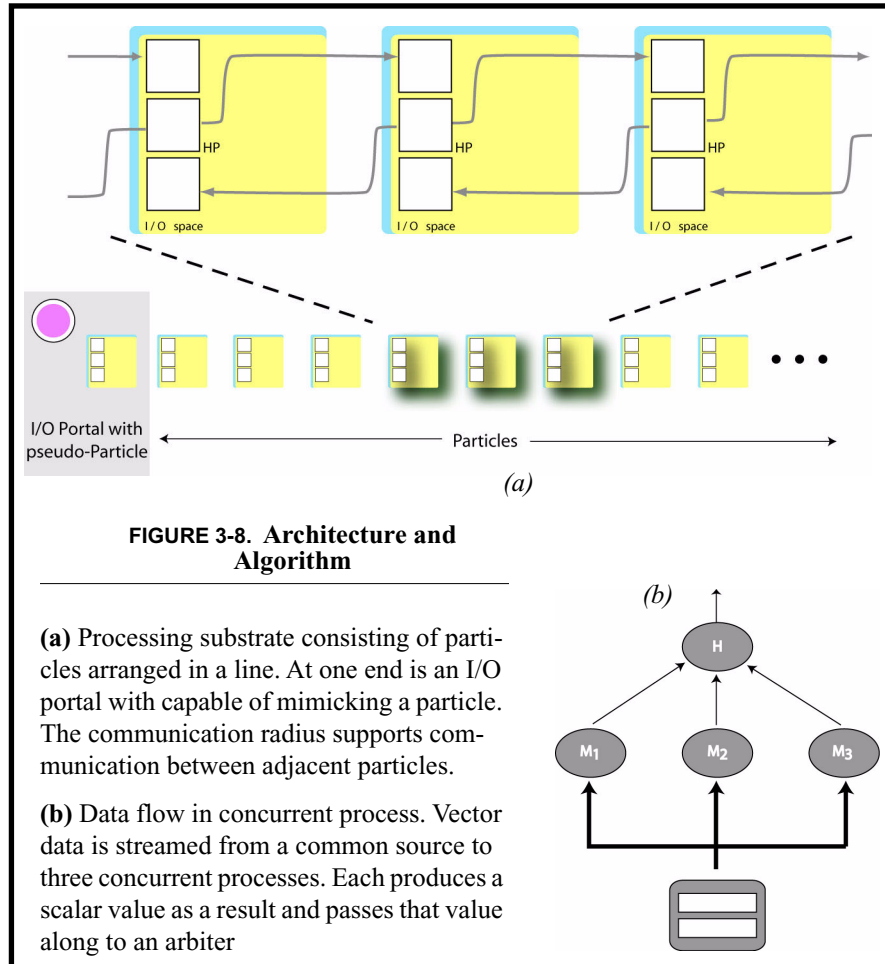 HP
HP
HP
I / O space
I / O space
I / O space
I/O Portal with
pseudo-Particle
Particles
(a)
FIGURE 3-8. Architecture and
Algorithm
(a) Processing substrate consisting of parti-
cles arranged in a line. At one end is an I/O
portal with capable of mimicking a particle.
The communication radius supports com-
munication between adjacent particles.
(b) Data flow in concurrent process. Vector
data is streamed from a common source to
three concurrent processes. Each produces a
scalar value as a result and passes that value
along to an arbiter
(b)
H
M1
M2
M3